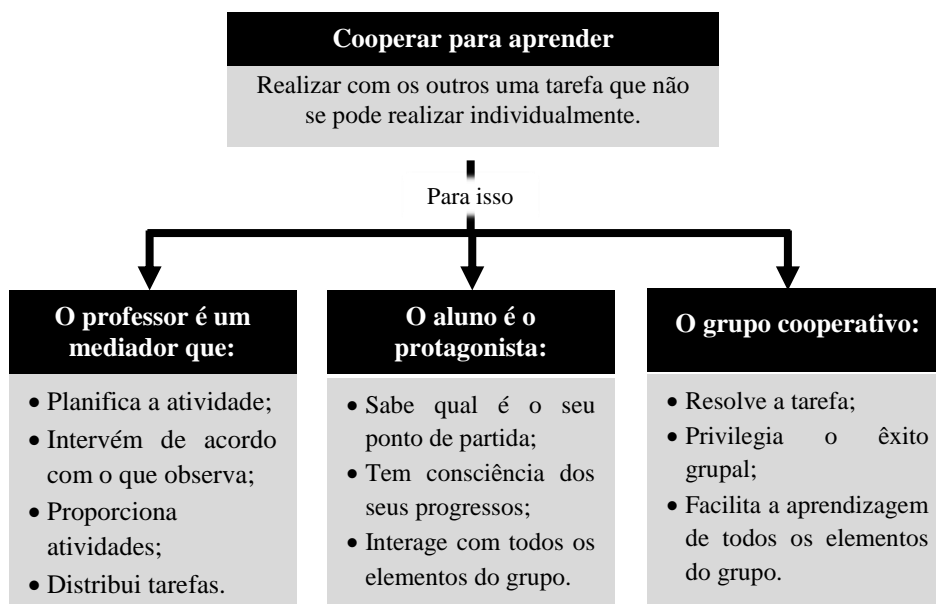 Cooperar para aprender
Realizar com os outros uma tarefa que não
se pode realizar individualmente.
Para isso
O professor é um
mediador que:
• Planifica a atividade;
• Intervém de acordo
com o que observa;
• Proporciona
atividades;
• Distribui tarefas.
O aluno é o
protagonista:
• Sabe qual é o seu
ponto de partida;
• Tem consciência dos
seus progressos;
• Interage com todos os
elementos do grupo.
O grupo cooperativo:
• Resolve a tarefa;
• Privilegia o êxito
grupal;
• Facilita a aprendizagem
de todos os elementos
do grupo.